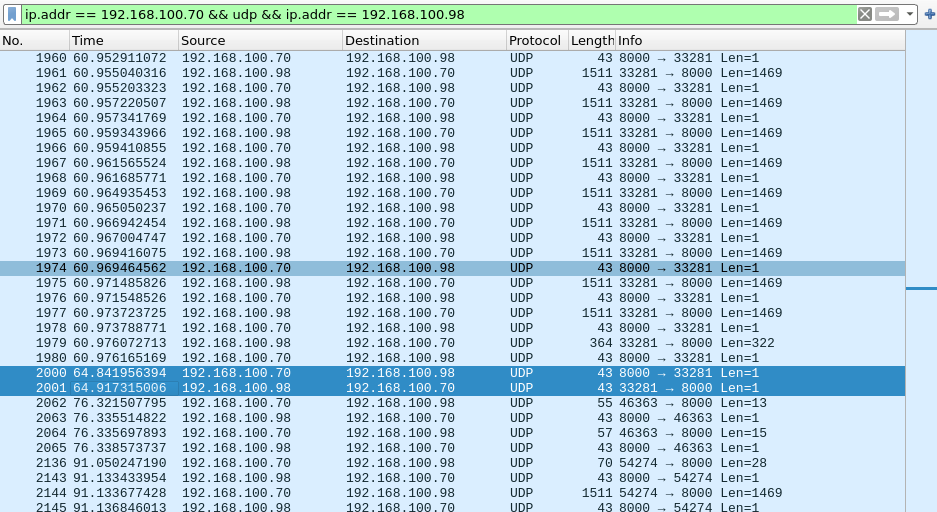 ip.addr == 192.168.100.70 && udp && ip.addr == 192.168.100.98
No. Time Source Destination Protocol Length Info
1960 60.952911072 192.168.100.70 192.168.100.98 UDP 43 8000 → 33281 Len=1
1961 60.955040316 192.168.100.98 192.168.100.70 UDP 1511 33281 → 8000 Len=1469
1962 60.955203323 192.168.100.70 192.168.100.98 UDP 43 8000 → 33281 Len=1
1963 60.957220507 192.168.100.98 192.168.100.70 UDP 1511 33281 → 8000 Len=1469
1964 60.957341769 192.168.100.70 192.168.100.98 UDP 43 8000 → 33281 Len=1
1965 60.959343966 192.168.100.98 192.168.100.70 UDP 1511 33281 → 8000 Len=1469
1966 60.959410855 192.168.100.70 192.168.100.98 UDP 43 8000 → 33281 Len=1
1967 60.961565524 192.168.100.98 192.168.100.70 UDP 1511 33281 → 8000 Len=1469
1968 60.961685771 192.168.100.70 192.168.100.98 UDP 43 8000 → 33281 Len=1
1969 60.964935453 192.168.100.98 192.168.100.70 UDP 1511 33281 → 8000 Len=1469
1970 60.965050237 192.168.100.70 192.168.100.98 UDP 43 8000 → 33281 Len=1
1971 60.966942454 192.168.100.98 192.168.100.70 UDP 1511 33281 → 8000 Len=1469
1972 60.967004747 192.168.100.70 192.168.100.98 UDP 43 8000 → 33281 Len=1
1973 60.969416075 192.168.100.98 192.168.100.70 UDP 1511 33281 → 8000 Len=1469
1974 60.969464562 192.168.100.70 192.168.100.98 UDP 43 8000 → 33281 Len=1
1975 60.971485826 192.168.100.98 192.168.100.70 UDP 1511 33281 → 8000 Len=1469
1976 60.971548526 192.168.100.70 192.168.100.98 UDP 43 8000 → 33281 Len=1
1977 60.973723725 192.168.100.98 192.168.100.70 UDP 1511 33281 → 8000 Len=1469
1978 60.973788771 192.168.100.70 192.168.100.98 UDP 43 8000 → 33281 Len=1
1979 60.976072713 192.168.100.98 192.168.100.70 UDP 364 33281 → 8000 Len=322
1980 60.976165169 192.168.100.70 192.168.100.98 UDP 43 8000 → 33281 Len=1
2000 64.841956394 192.168.100.70 192.168.100.98 UDP 43 8000 → 33281 Len=1
2001 64.917315006 192.168.100.98 192.168.100.70 UDP 43 33281 → 8000 Len=1
2062 76.321507795 192.168.100.70 192.168.100.98 UDP 55 46363 → 8000 Len=13
2063 76.335514822 192.168.100.98 192.168.100.70 UDP 43 8000 → 46363 Len=1
2064 76.335697893 192.168.100.70 192.168.100.98 UDP 57 46363 → 8000 Len=15
2065 76.338573737 192.168.100.98 192.168.100.70 UDP 43 8000 → 46363 Len=1
2136 91.050247190 192.168.100.70 192.168.100.98 UDP 70 54274 → 8000 Len=28
2143 91.133433954 192.168.100.98 192.168.100.70 UDP 43 8000 → 54274 Len=1
2144 91.133677428 192.168.100.70 192.168.100.98 UDP 1511 54274 → 8000 Len=1469
2145 91.136846013 192.168.100.98 192.168.100.70 UDP 43 8000 → 54274 Len=1